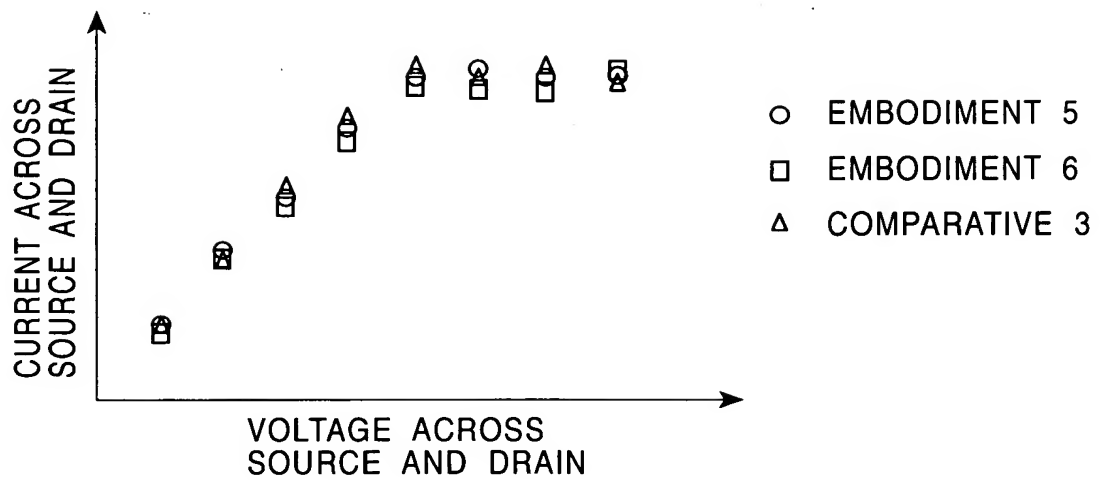 CURRENT ACROSS
SOURCE AND DRAIN
EMBODIMENT 5
EMBODIMENT 6
COMPARATIVE 3
VOLTAGE ACROSS
SOURCE AND DRAIN